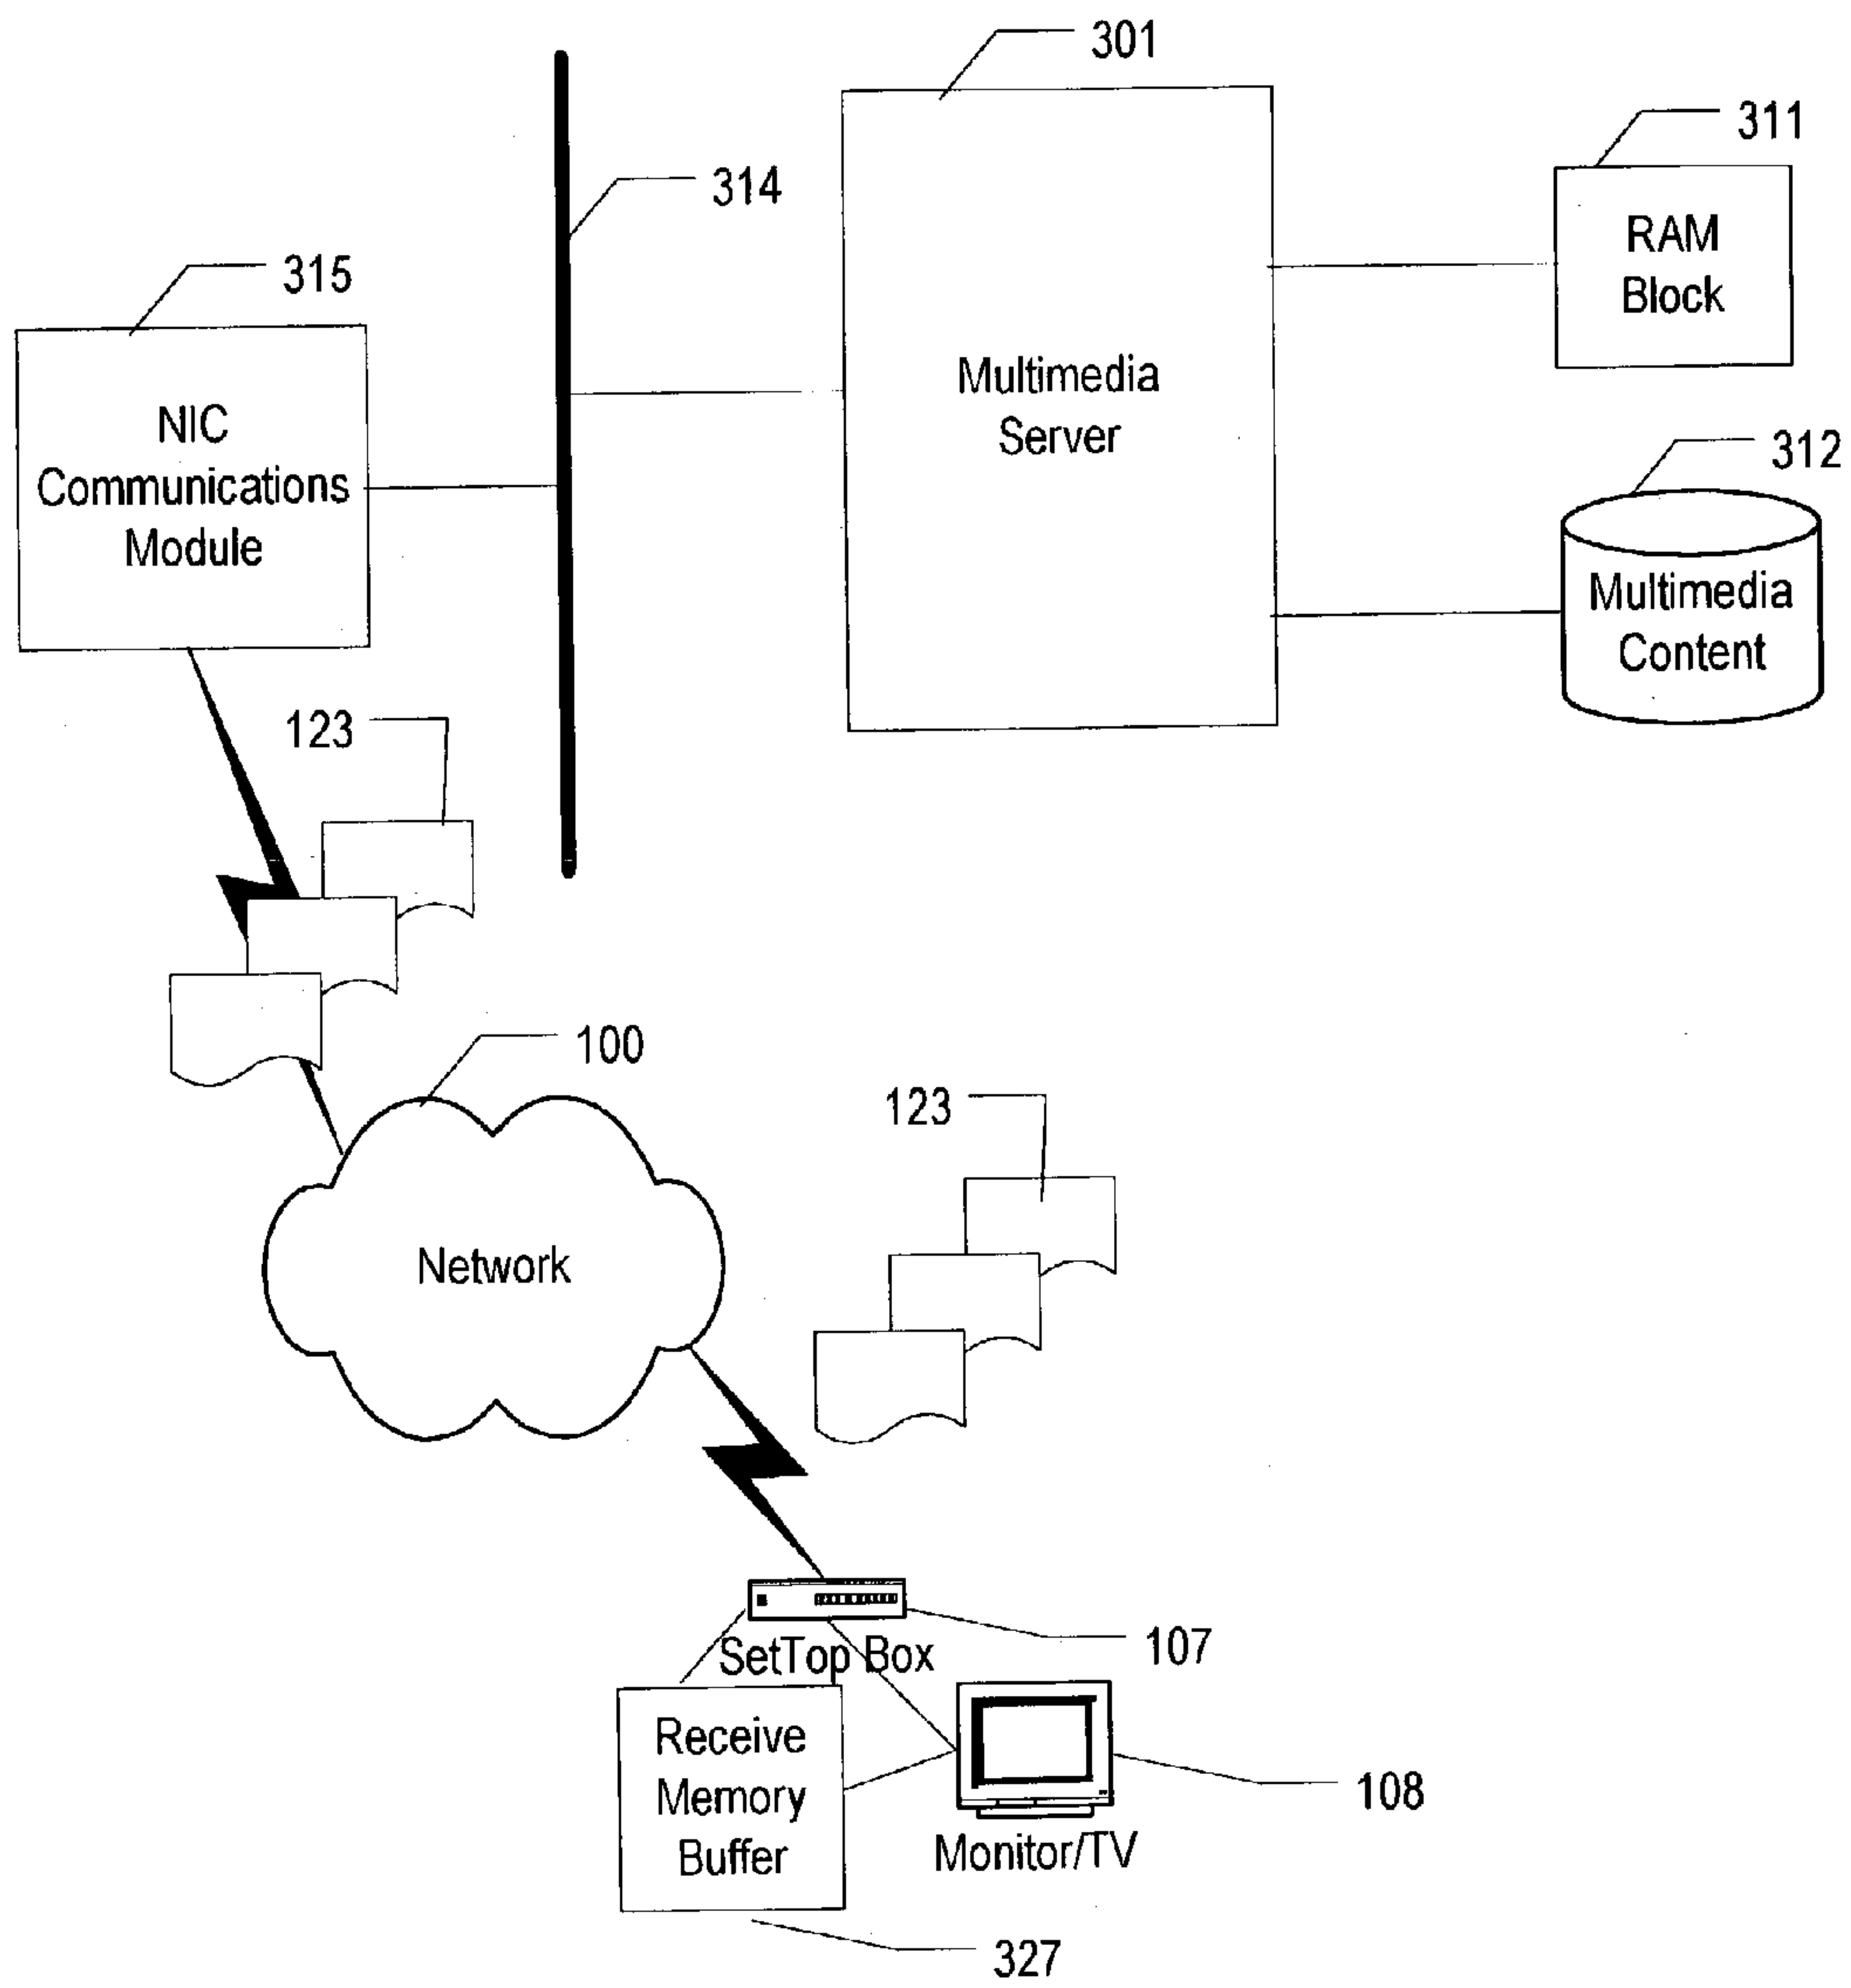 301
311
RAM
Block
314
315
NIC
Communications
Module
Multimedia
Server
312
Multimedia
Content
123
100
Network
123
107
SetTop Box
Receive
Memory
Buffer
108
Monitor/TV
327